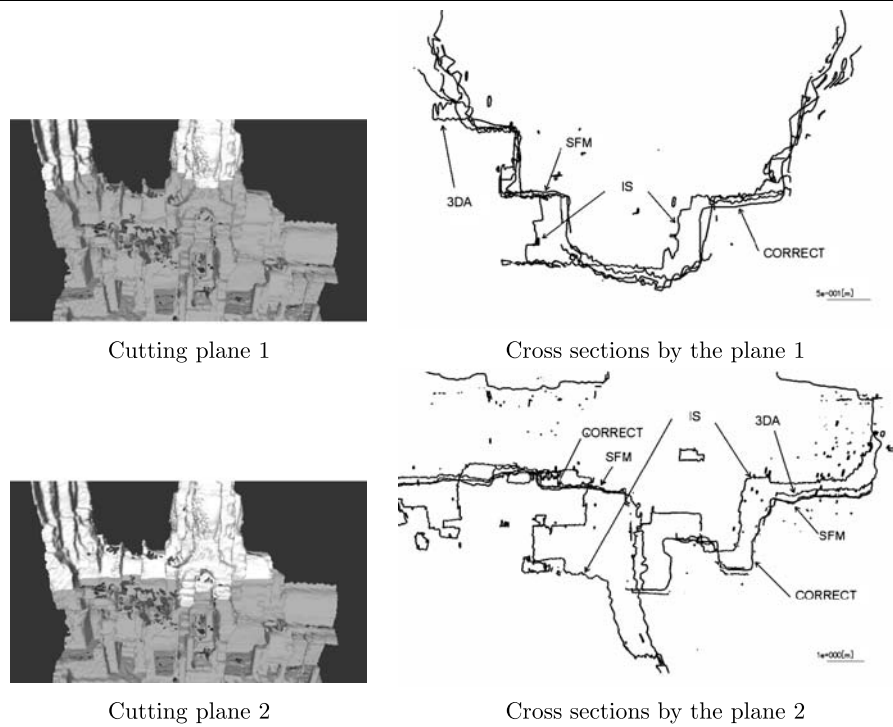 SFM
3DA
IS
CORRECT
5e-001[m]
Cutting plane 1
Cross sections by the plane 1
IS
3DA
CORRECT
SFM
SFM
CORRECT
1e+000[m]
Cutting plane 2
Cross sections by the plane 2